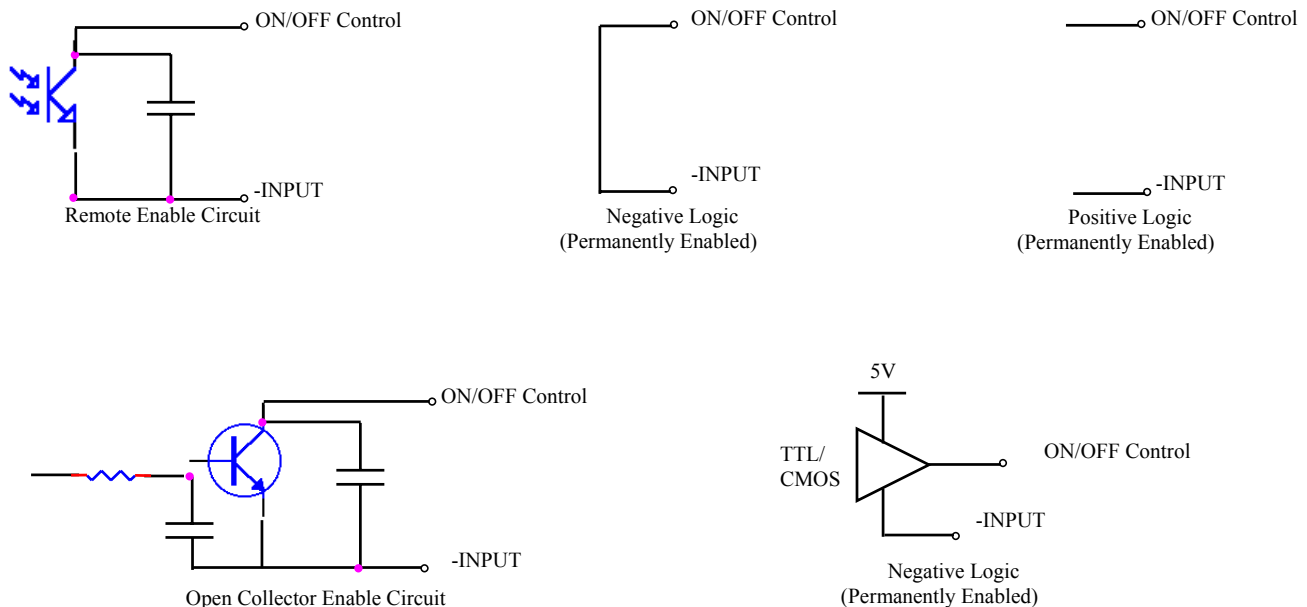 ON/OFF Control
-INPUT
Remote Enable Circuit
ON/OFF Control
-INPUT
Negative Logic
(Permanently Enabled)
ON/OFF Control
-INPUT
Positive Logic
(Permanently Enabled)
ON/OFF Control
-INPUT
Open Collector Enable Circuit
5V
TTL/
CMOS
ON/OFF Control
-INPUT
Negative Logic
(Permanently Enabled)